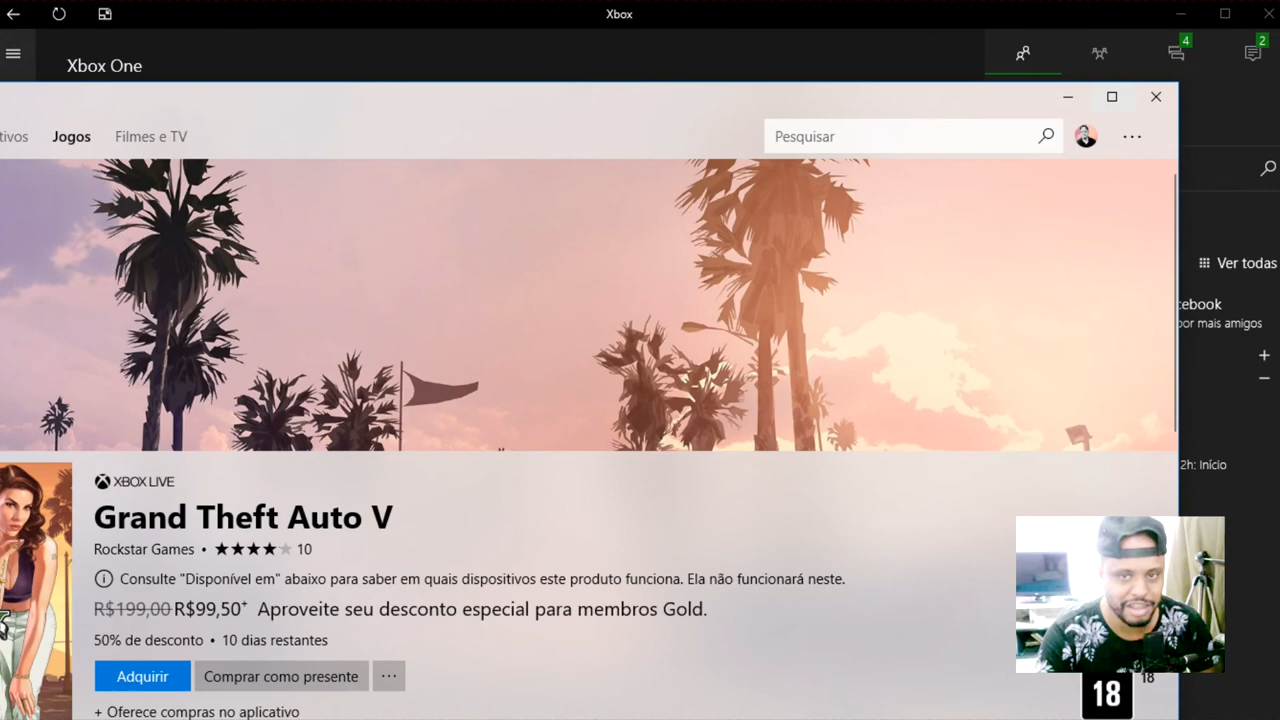 Xbox
Xbox One
4
2
tivos Jogos Filmes e TV
Pesquisar
Ver todas
cebook
por mais amigos
2h: Início
XBOX LIVE
Grand Theft Auto V
Rockstar Games • ★★★★★ 10
Consulte "Disponível em" abaixo para saber em quais dispositivos este produto funciona. Ela não funcionará neste.
R$199,00 R$99,50+ Aproveite seu desconto especial para membros Gold.
50% de desconto • 10 dias restantes
Adquirir
Comprar como presente
...
+ Oferece compras no aplicativo
18
18